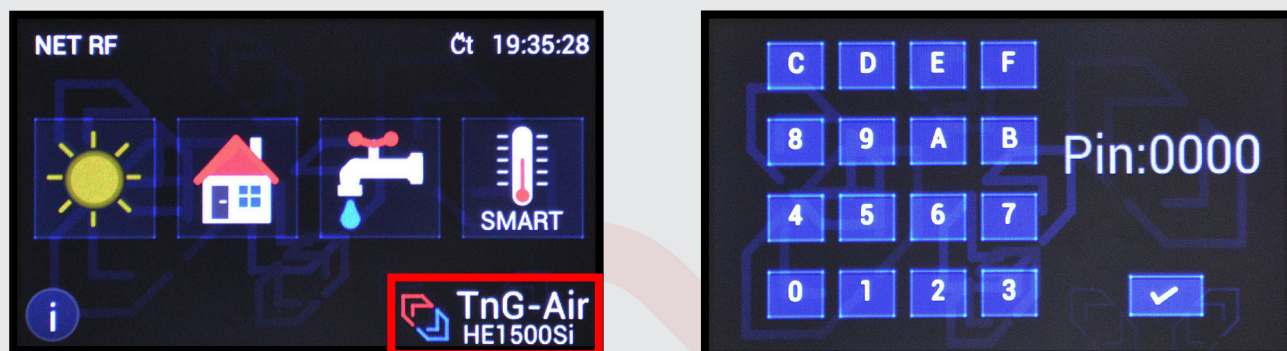 NET RF
Čt 19:35:28
SMART
i
TnG-Air
HE1500Si
C D E F
8 9 A B
Pin:0000
4 5 6 7
0 1 2 3